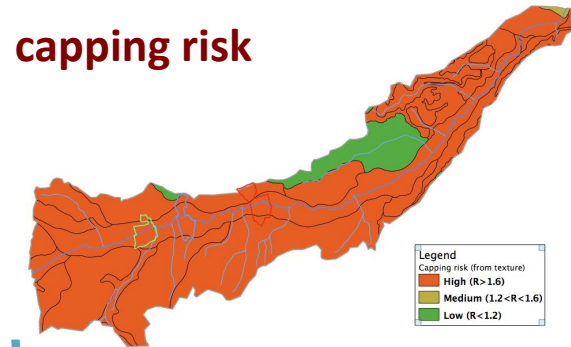 capping risk
Legend
Capping risk (from texture)
High (R>1.6)
Medium (1.2<R<1.6)
Low (R<1.2)